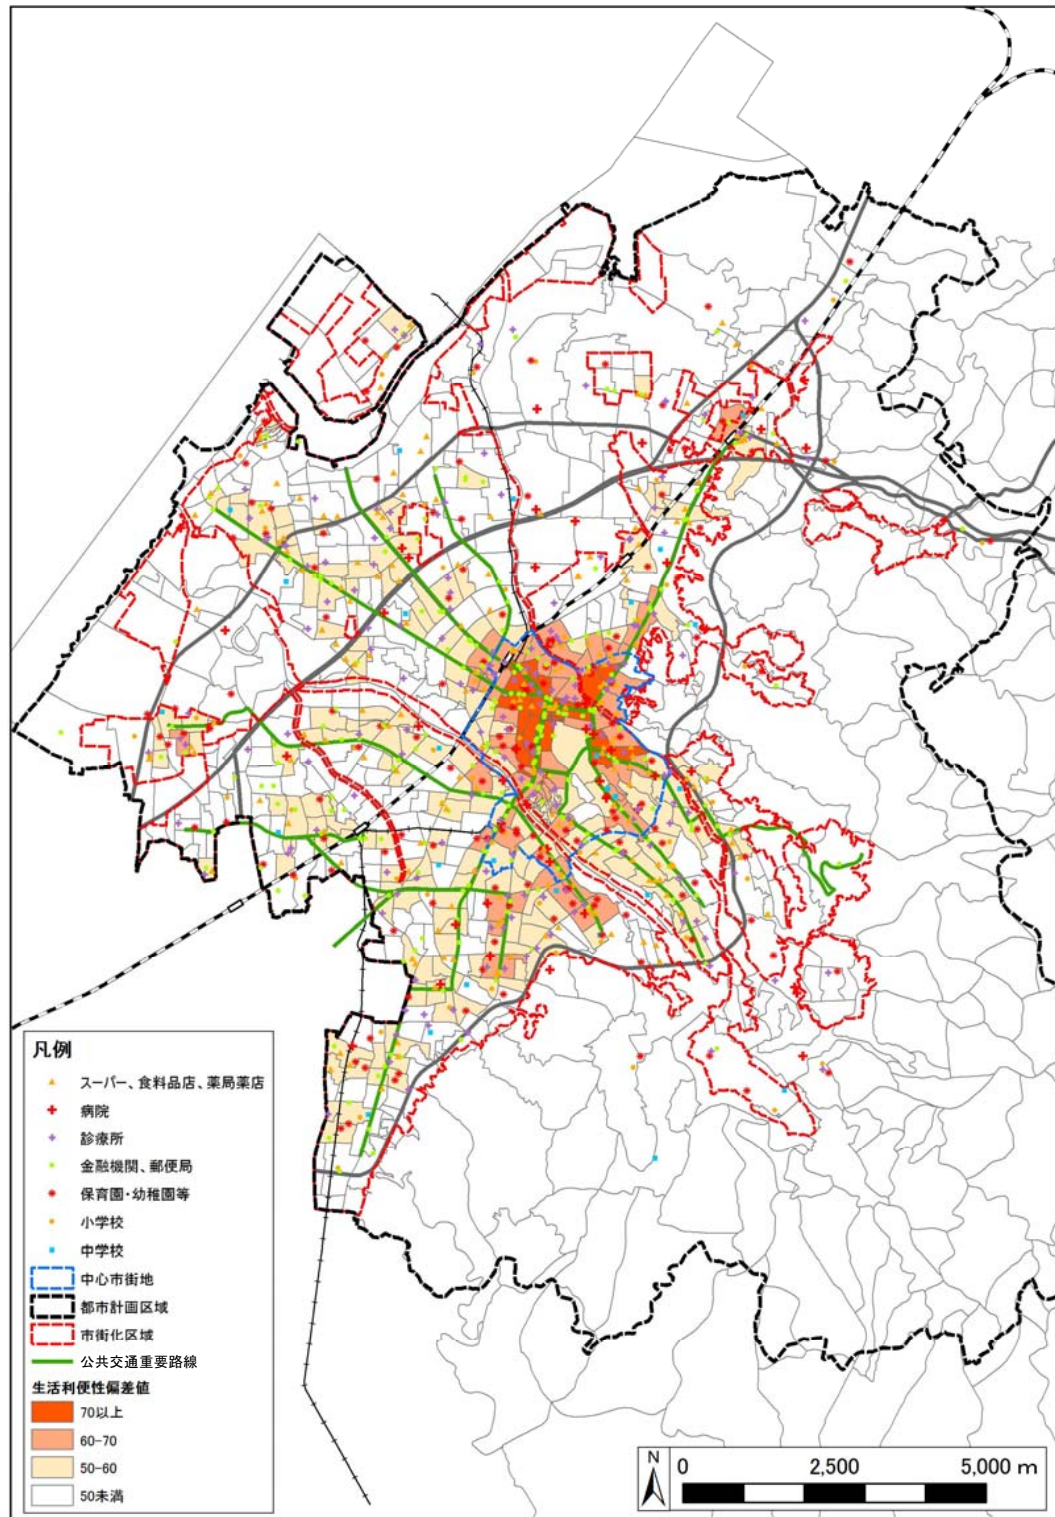 凡例
スーパー、食料品店、薬局薬店
病院
診療所
金融機関、郵便局
保育園・幼稚園等
小学校
中学校
中心市街地
都市計画区域
市街化区域
公共交通重要路線
生活利便性偏差値
70以上
60-70
50-60
50未満
N
0 2,500 5,000 m